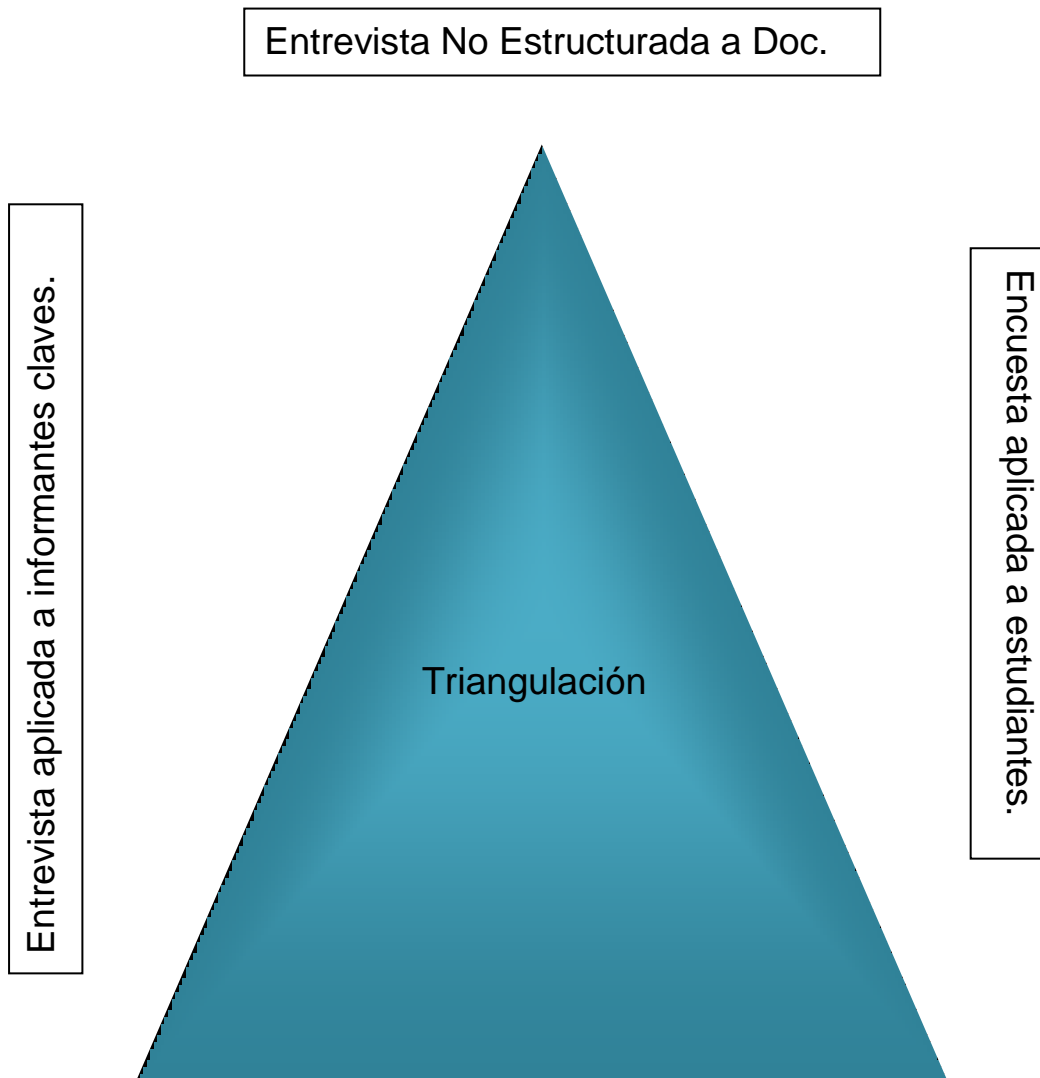 Entrevista No Estructurada a Doc.
Entrevista aplicada a informantes claves.
Triangulación
Encuesta aplicada a estudiantes.